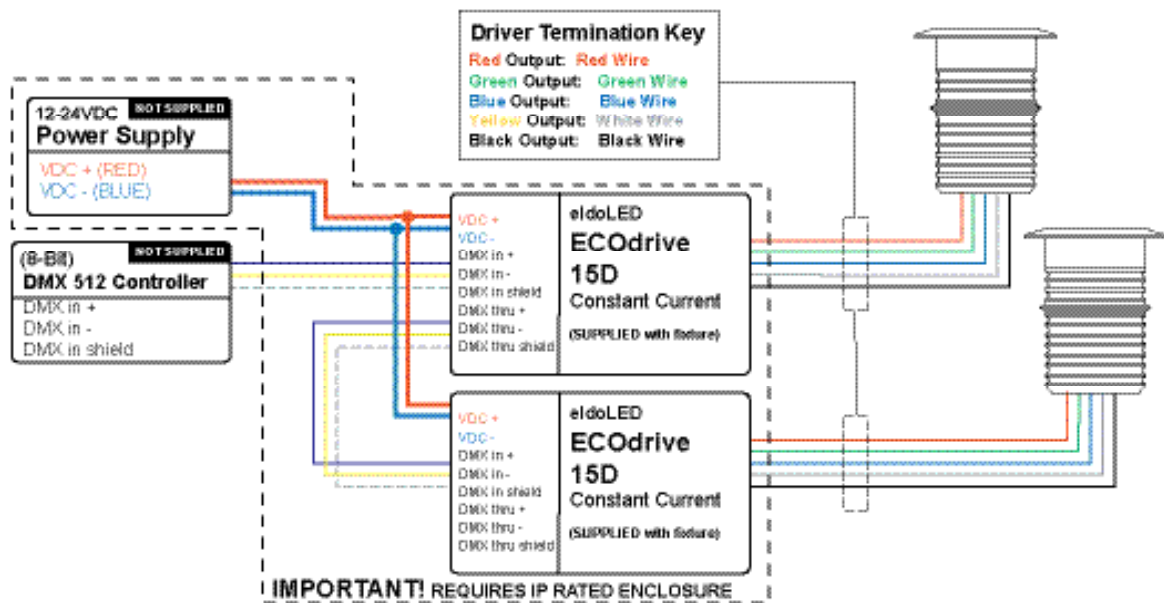 Driver Termination Key
Red Output: Red Wire
Green Output: Green Wire
Blue Output: Blue Wire
Yellow Output: White Wire
Black Output: Black Wire
12-24VDC NOT SUPPLIED
Power Supply
VDC + (RED)
VDC - (BLUE)
NOT SUPPLIED
(8-Bit)
DMX 512 Controller
DMX in +
DMX in -
DMX in shield
VDC +
VDC -
DMX in +
DMX in -
DMX in shield
DMX thru +
DMX thru -
DMX thru shield
eldoLED
ECOdrive
15D
Constant Current
(SUPPLIED with fixture)
VDC +
VDC -
DMX in +
DMX in -
DMX in shield
DMX thru +
DMX thru -
DMX thru shield
eldoLED
ECOdrive
15D
Constant Current
(SUPPLIED with fixture)
IMPORTANT! REQUIRES IP RATED ENCLOSURE